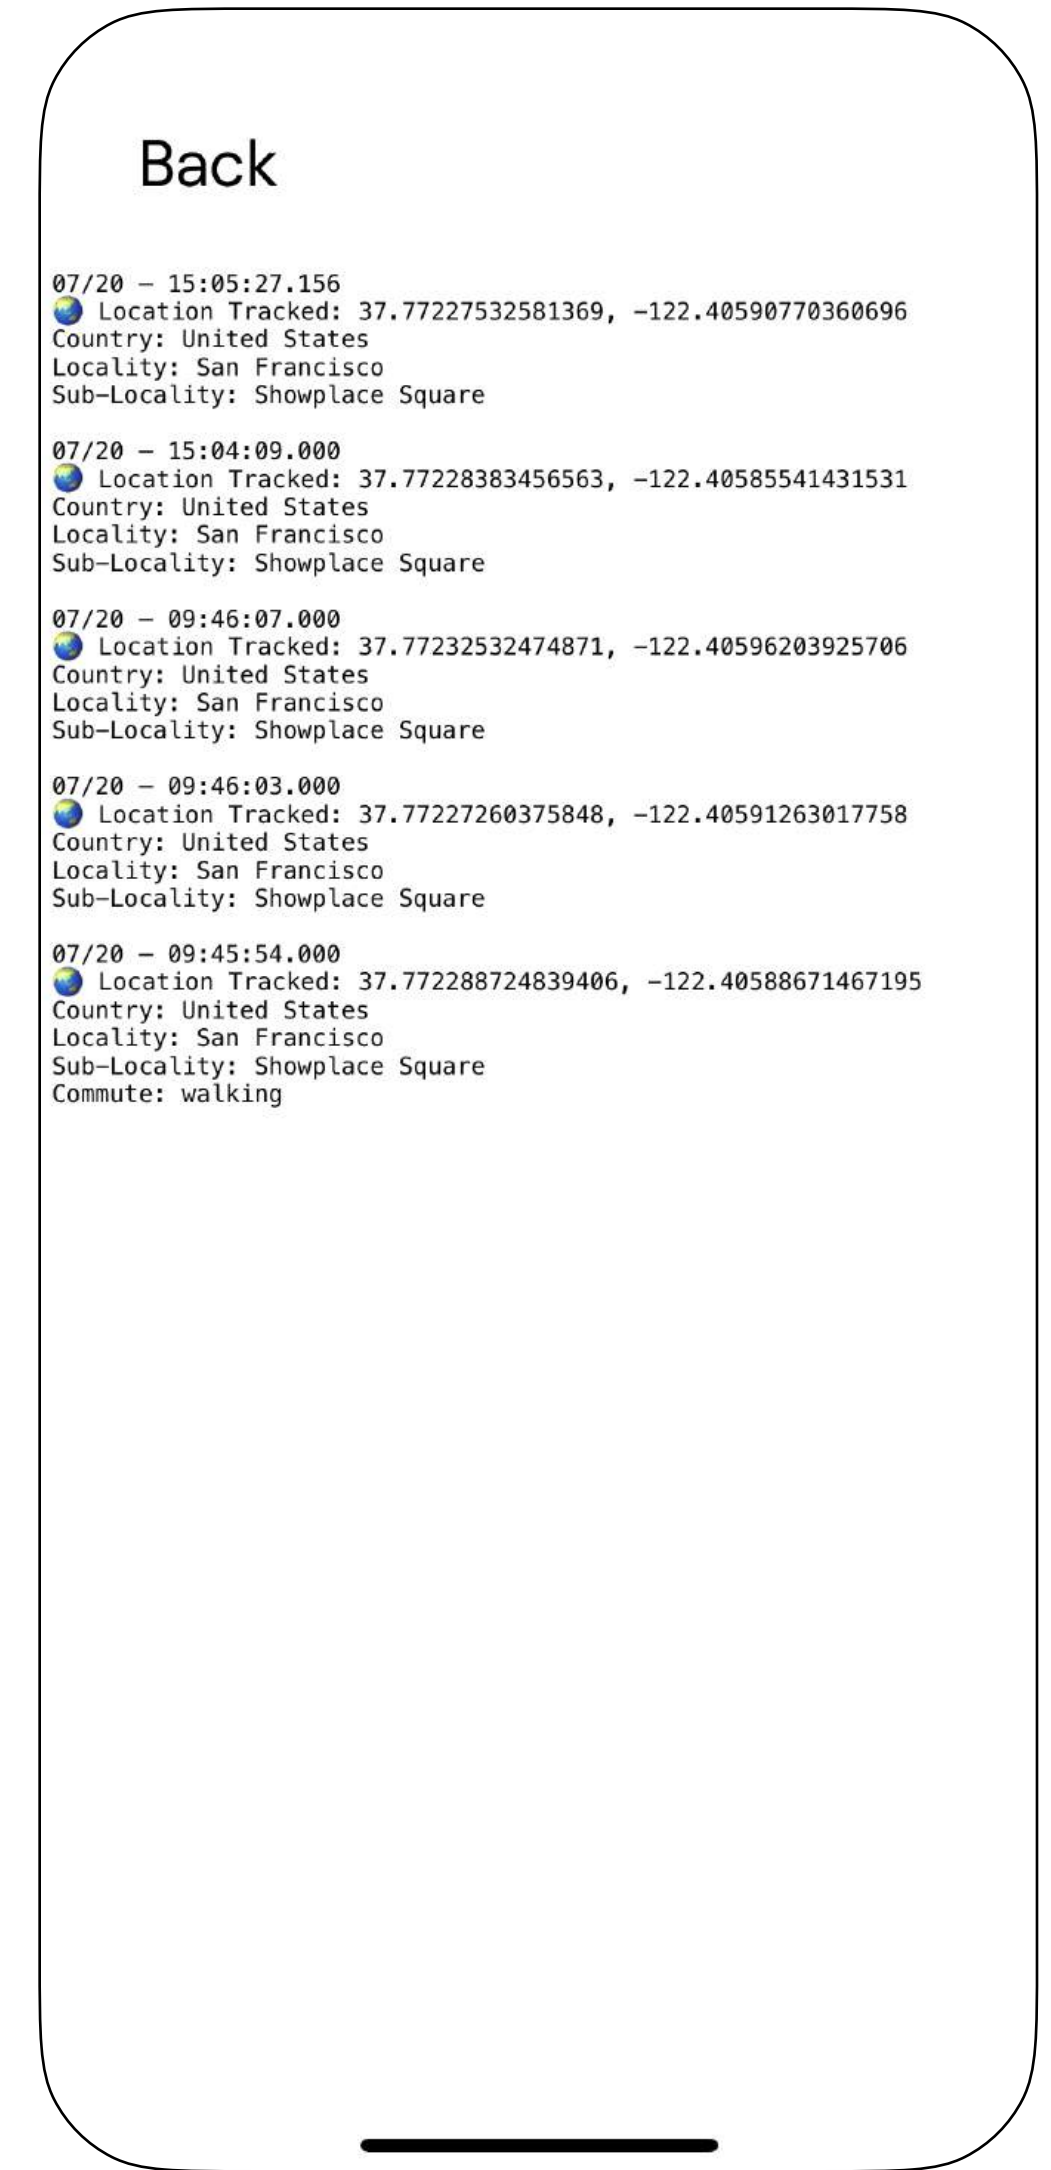 Back
07/20 – 15:05:27.156
🌏 Location Tracked: 37.77227532581369, -122.40590770360696
Country: United States
Locality: San Francisco
Sub-Locality: Showplace Square
07/20 – 15:04:09.000
🌏 Location Tracked: 37.77228383456563, -122.40585541431531
Country: United States
Locality: San Francisco
Sub-Locality: Showplace Square
07/20 – 09:46:07.000
🌏 Location Tracked: 37.77232532474871, -122.40596203925706
Country: United States
Locality: San Francisco
Sub-Locality: Showplace Square
07/20 – 09:46:03.000
🌏 Location Tracked: 37.77227260375848, -122.40591263017758
Country: United States
Locality: San Francisco
Sub-Locality: Showplace Square
07/20 – 09:45:54.000
🌏 Location Tracked: 37.772288724839406, -122.40588671467195
Country: United States
Locality: San Francisco
Sub-Locality: Showplace Square
Commute: walking